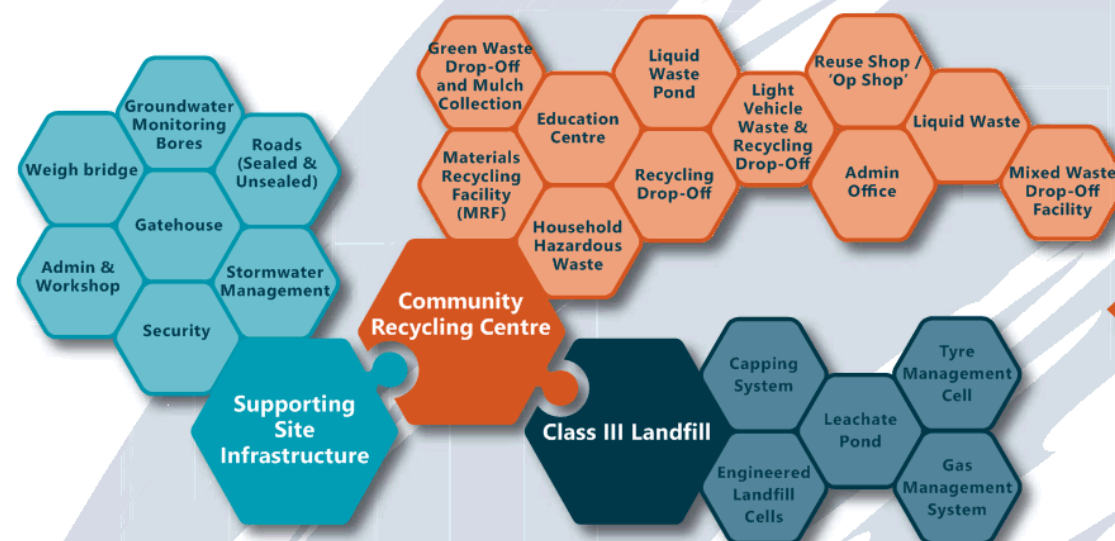 Groundwater
Monitoring
Bores
Weigh bridge
Roads
(Sealed &
Unsealed)
Gatehouse
Admin &
Workshop
Stormwater
Management
Security
Supporting
Site
Infrastructure
Green Waste
Drop-Off
and Mulch
Collection
Education
Centre
Liquid
Waste
Pond
Light
Vehicle
Waste &
Recycling
Drop-Off
Reuse Shop /
‘Op Shop’
Liquid Waste
Mixed Waste
Drop-Off
Facility
Materials
Recycling
Facility
(MRF)
Household
Hazardous
Waste
Recycling
Drop-Off
Admin
Office
Community
Recycling Centre
Class III Landfill
Capping
System
Tyre
Management
Cell
Leachate
Pond
Engineered
Landfill
Cells
Gas
Management
System